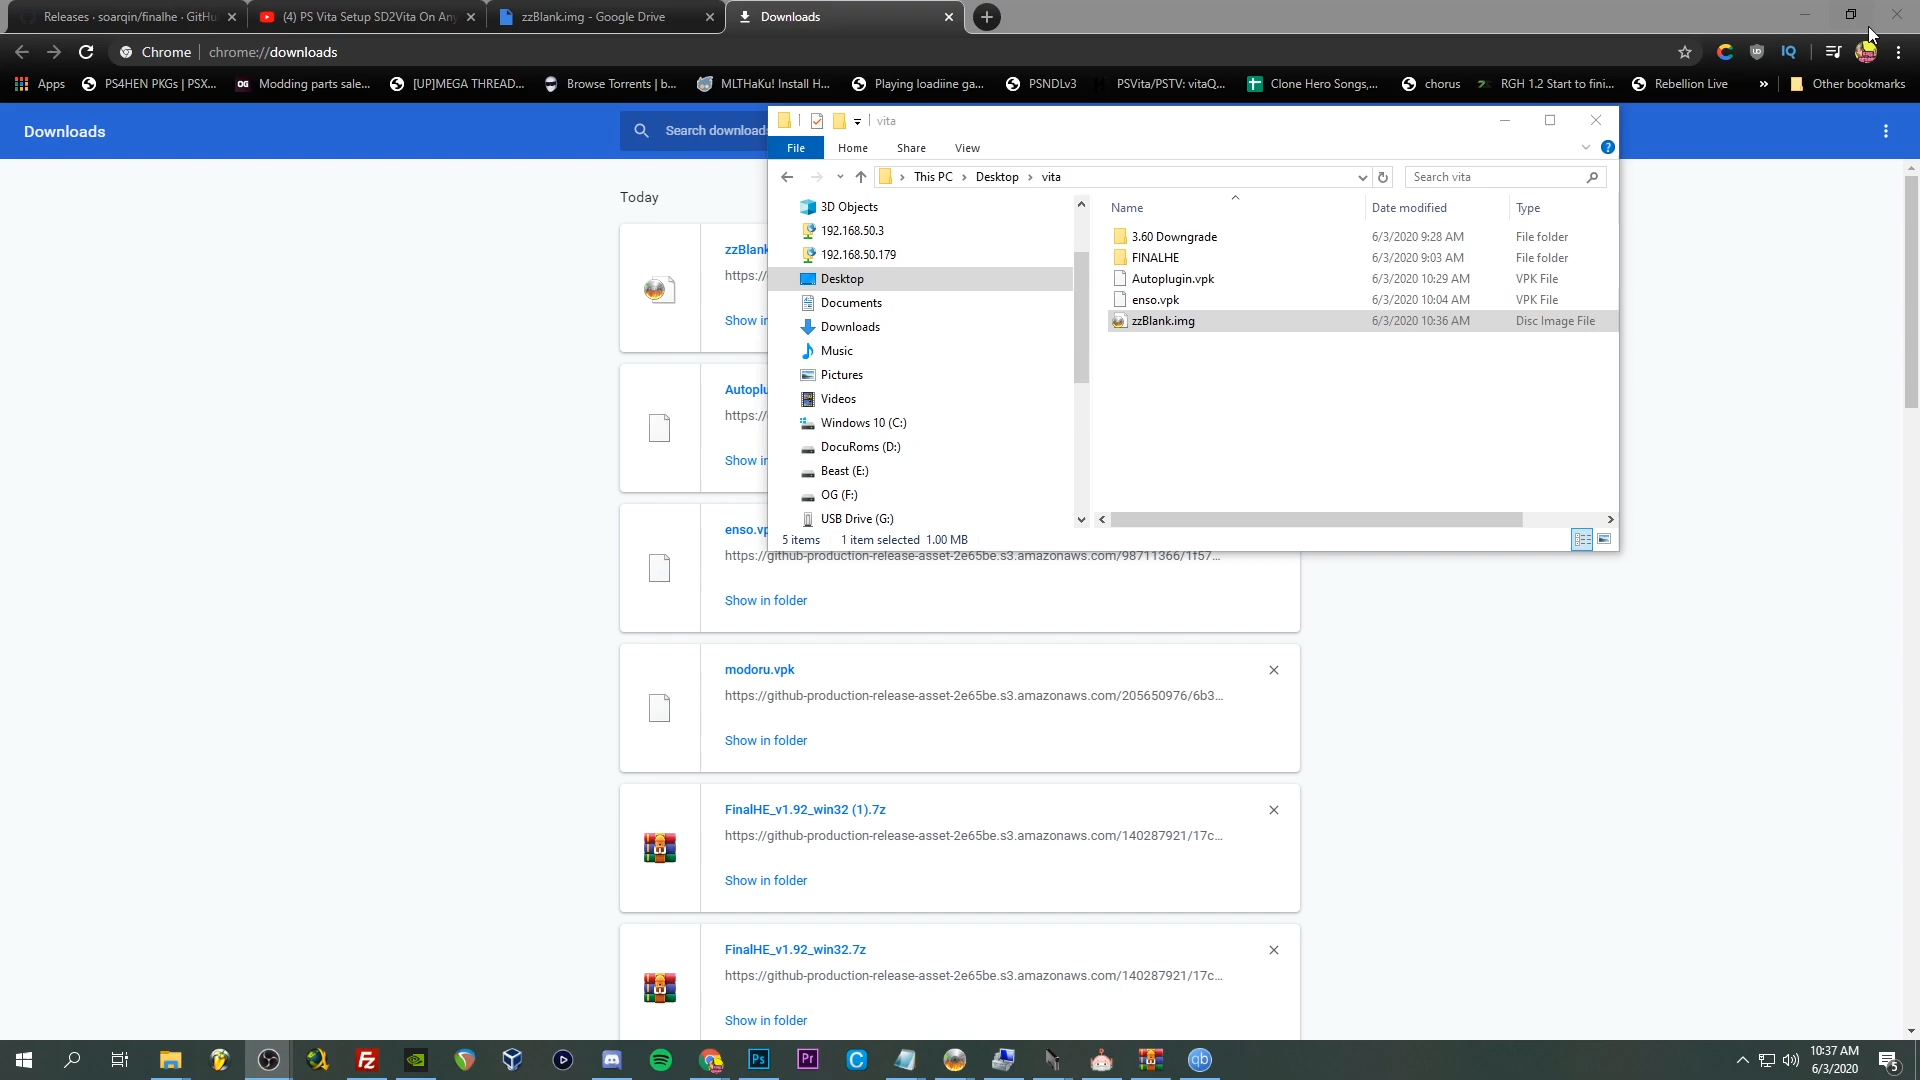 Releases · soarqin/finalhe · GitHu
(4) PS Vita Setup SD2Vita On Any
zzBlank.img - Google Drive
Downloads
Chrome
chrome://downloads
Apps
PS4HEN PKGs | PSX...
Modding parts sale...
[UP]MEGA THREAD...
Browse Torrents | b...
MLTHaKu! Install H...
Playing loadiine ga...
PSNDLv3
PSVita/PSTV: vitaQ...
Clone Hero Songs,...
chorus
RGH 1.2 Start to fini...
Rebellion Live
»
Other bookmarks
Downloads
Search downloads
Today
zzBlank
https://
Show in
Autoplu
https://
Show in
enso.vp
https://github-production-release-asset-2e65be.s3.amazonaws.com/98711366/1f57...
Show in folder
modoru.vpk
https://github-production-release-asset-2e65be.s3.amazonaws.com/205650976/6b3...
Show in folder
FinalHE_v1.92_win32 (1).7z
https://github-production-release-asset-2e65be.s3.amazonaws.com/140287921/17c...
Show in folder
FinalHE_v1.92_win32.7z
https://github-production-release-asset-2e65be.s3.amazonaws.com/140287921/17c...
Show in folder
vita
File Home Share View
This PC > Desktop > vita
Search vita
3D Objects
192.168.50.3
192.168.50.179
Desktop
Documents
Downloads
Music
Pictures
Videos
Windows 10 (C:)
DocuRoms (D:)
Beast (E:)
OG (F:)
USB Drive (G:)
Name Date modified Type
3.60 Downgrade 6/3/2020 9:28 AM File folder
FINALHE 6/3/2020 9:03 AM File folder
Autoplugin.vpk 6/3/2020 10:29 AM VPK File
enso.vpk 6/3/2020 10:04 AM VPK File
zzBlank.img 6/3/2020 10:36 AM Disc Image File
5 items 1 item selected 1.00 MB
10:37 AM
6/3/2020
5